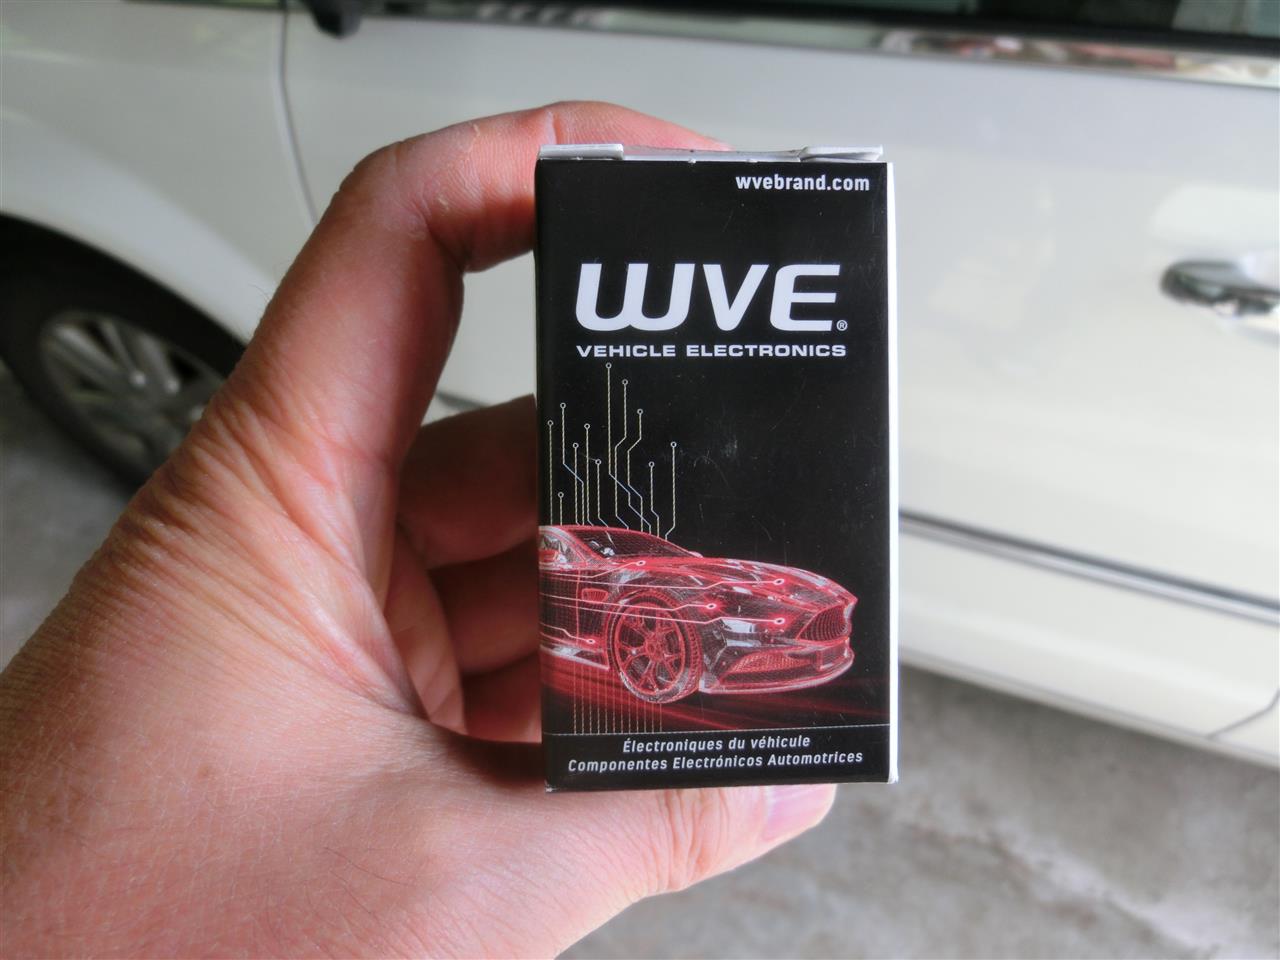 wvebrand.com
WVE®
VEHICLE ELECTRONICS
Électroniques du véhicule
Componentes Electrónicos Automotrices